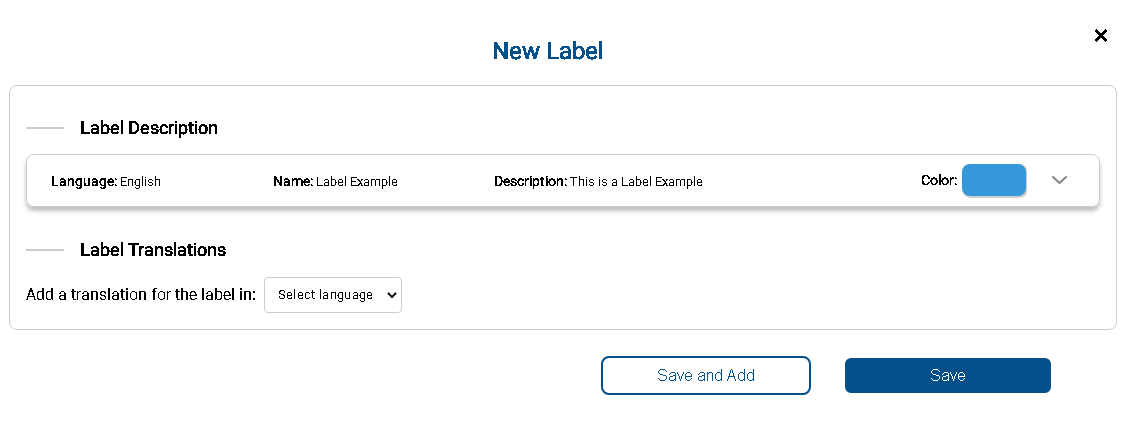 New Label
Label Description
Language: English Name: Label Example Description: This is a Label Example Color:
Label Translations
Add a translation for the label in: Select language
Save and Add Save